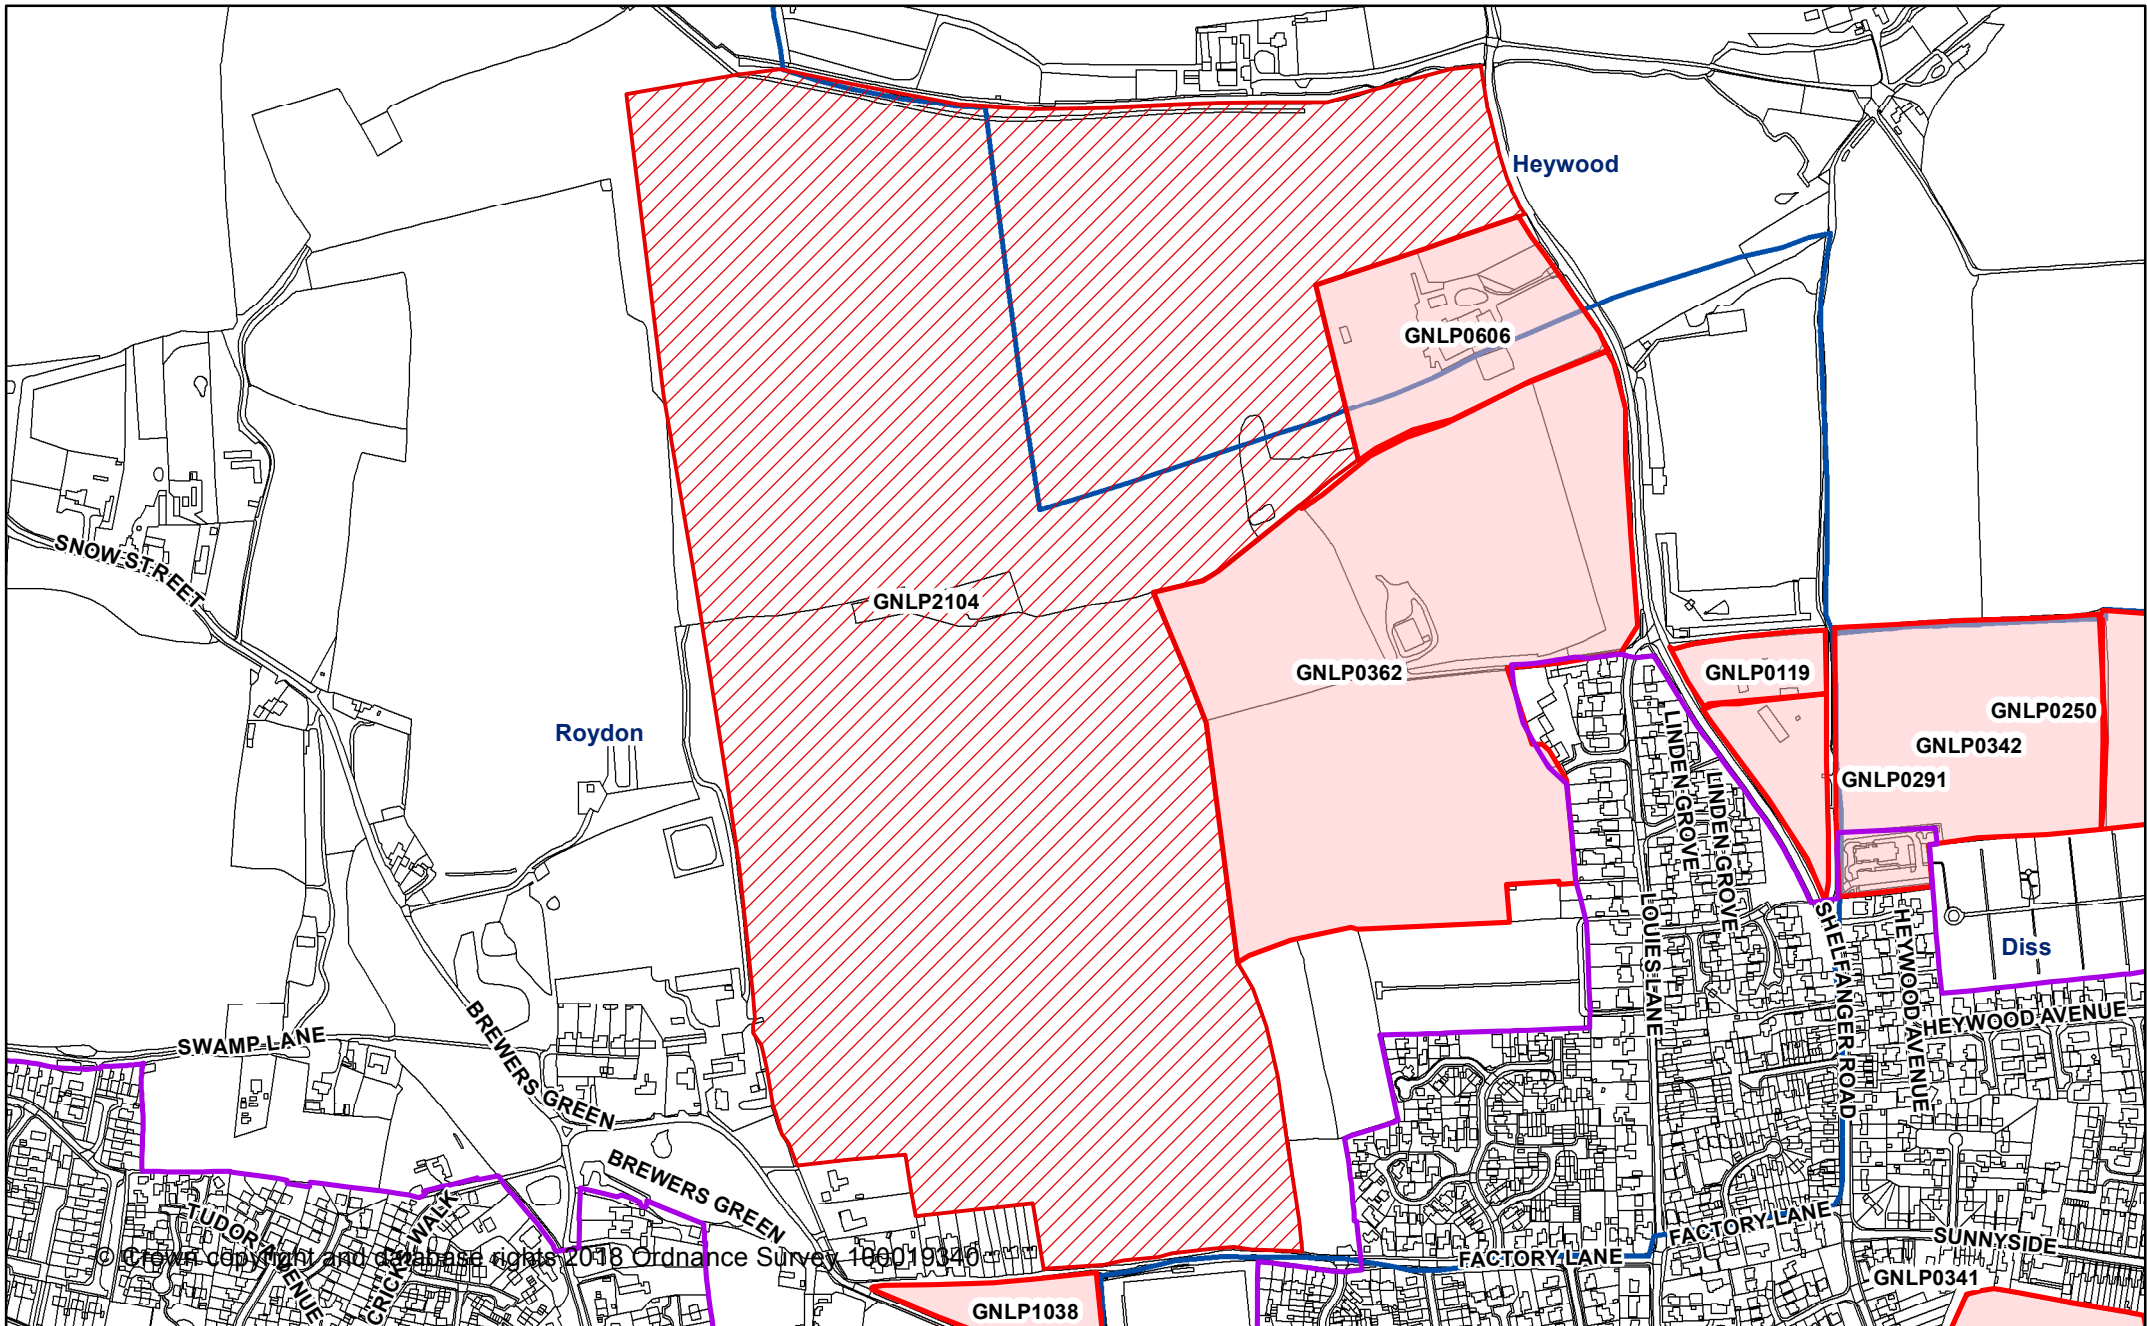 Heywood
GNLP0606
SNOW STREET
GNLP2104
GNLP0362
GNLP0119
GNLP0250
Roydon
GNLP0342
GNLP0291
LINDEN GROVE
LINDEN GROVE
LOUIES LANE
SHELFANGER ROAD
HEYWOOD AVENUE
Diss
HEYWOOD AVENUE
SWAMP LANE
BREWERS GREEN
BREWERS GREEN
TUDOR AVENUE
CRICKS WALK
FACTORY LANE
FACTORY LANE
SUNNYSIDE
© Crown copyright and database rights 2018 Ordnance Survey 100019340
GNLP0341
GNLP1038